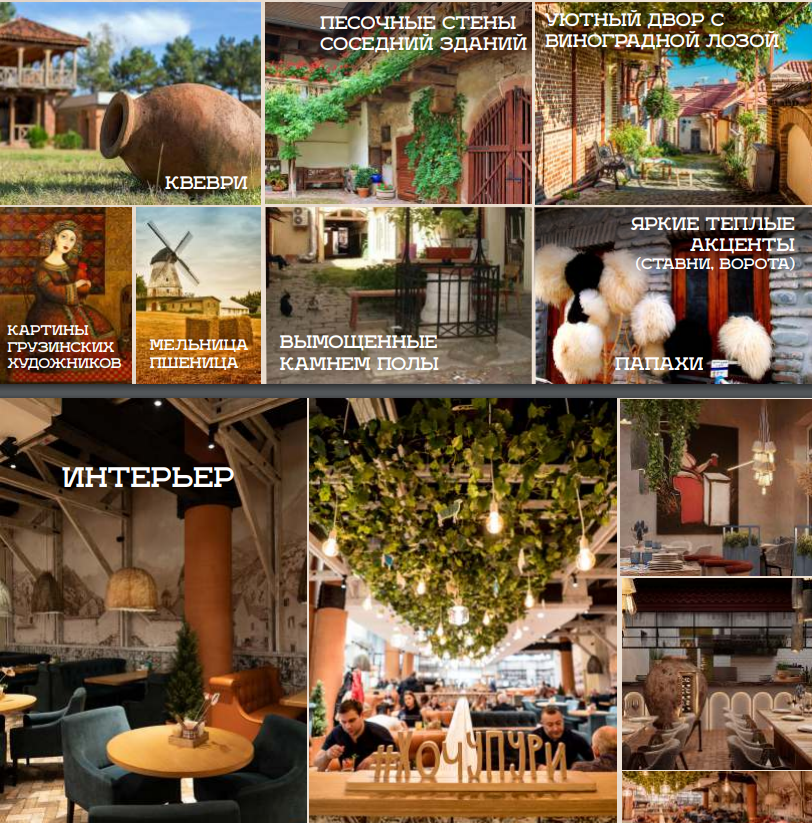 ПЕСОЧНЫЕ СТЕНЫ
СОСЕДНИЙ ЗДАНИЙ
УЮТНЫЙ ДВОР С
ВИНОГРАДНОЙ ЛОЗОЙ
КВЕВРИ
КАРТИНЫ
ГРУЗИНСКИХ
ХУДОЖНИКОВ
МЕЛЬНИЦА
ПШЕНИЦА
ВЫМОЩЕННЫЕ
КАМНЕМ ПОЛЫ
ЯРКИЕ ТЕПЛЫЕ
АКЦЕНТЫ
(СТАВНИ, ВОРОТА)
ПАПАХИ
ИНТЕРЬЕР
#ХОЧУПУРИ